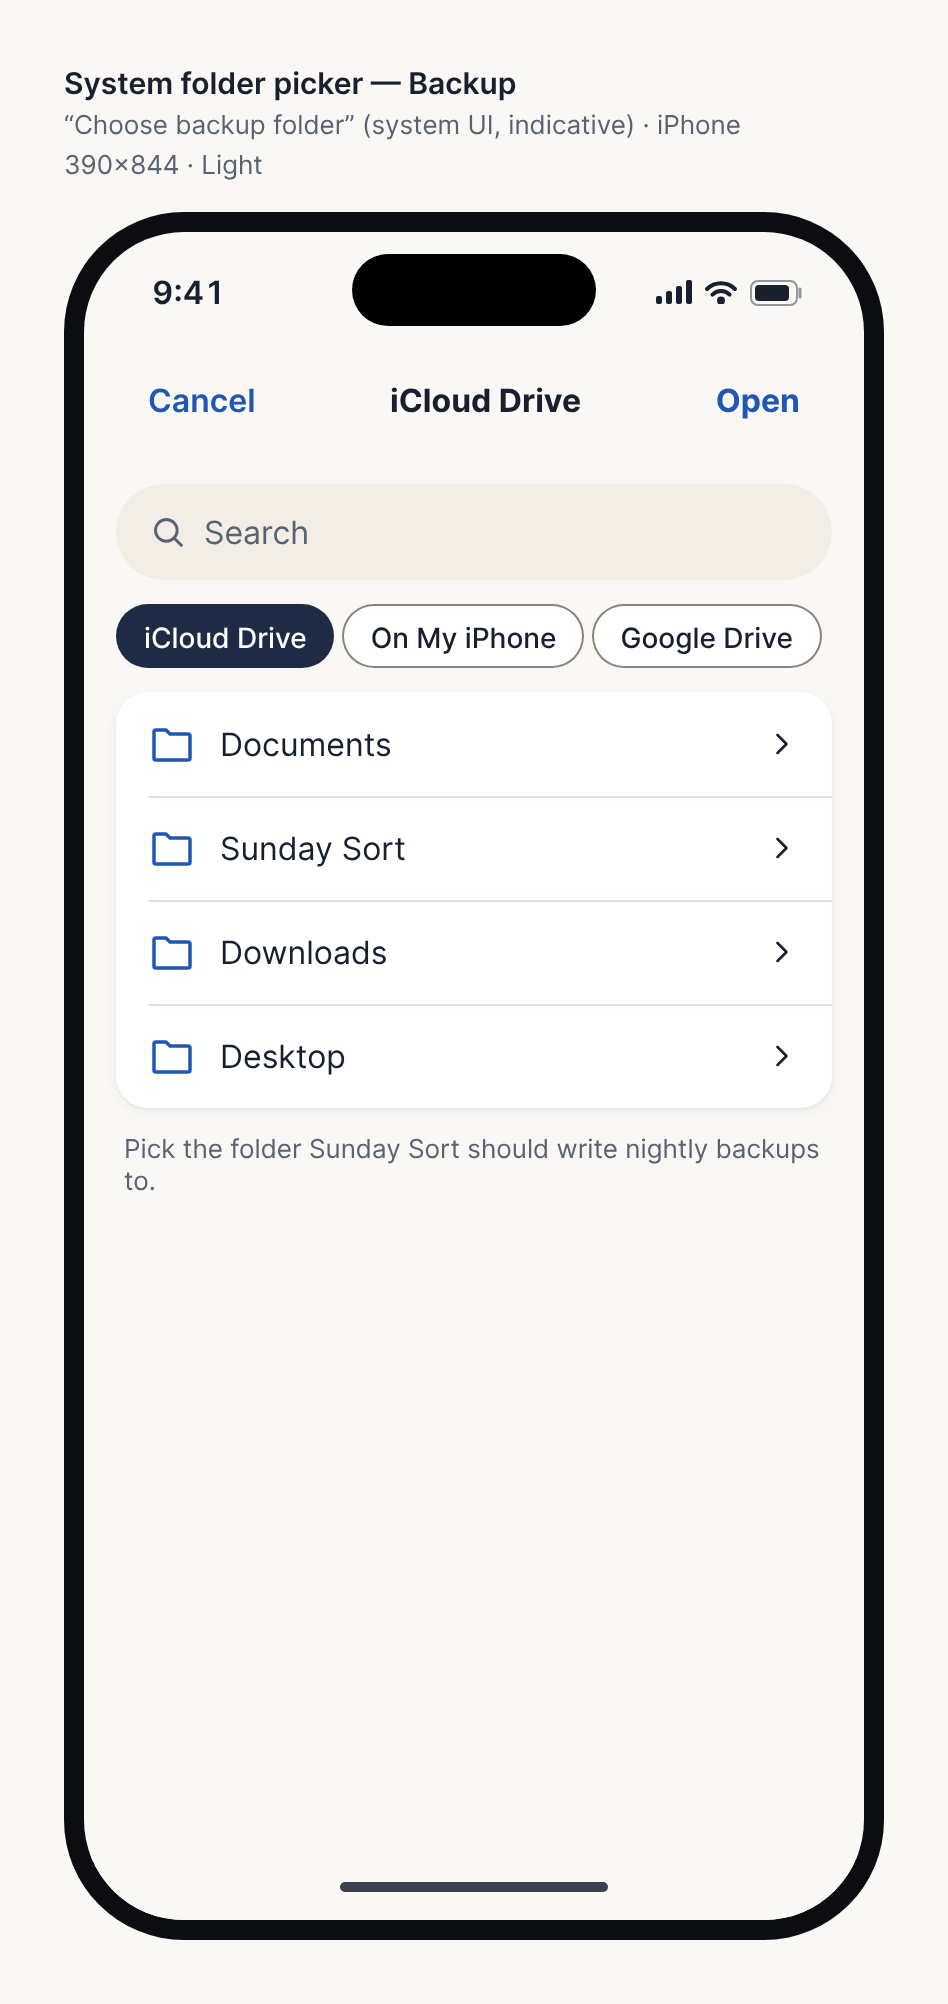 System folder picker — Backup
“Choose backup folder” (system UI, indicative) · iPhone
390×844 · Light
9:41
Cancel
iCloud Drive
Open
Search
iCloud Drive
On My iPhone
Google Drive
Documents
Sunday Sort
Downloads
Desktop
Pick the folder Sunday Sort should write nightly backups
to.